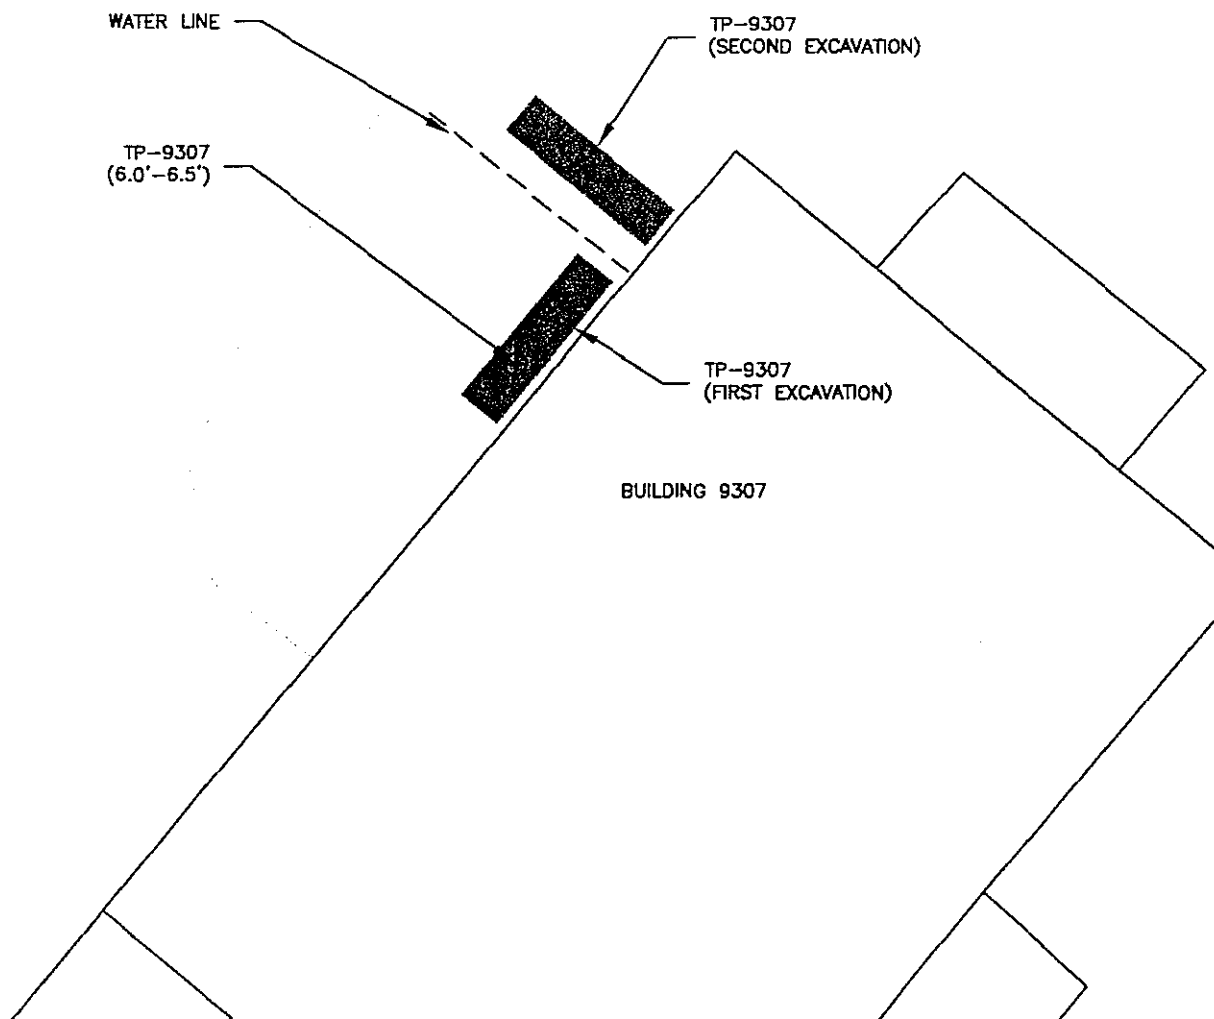 WATER LINE
TP-9307
(SECOND EXCAVATION)
TP-9307
(6.0'-6.5')
TP-9307
(FIRST EXCAVATION)
BUILDING 9307